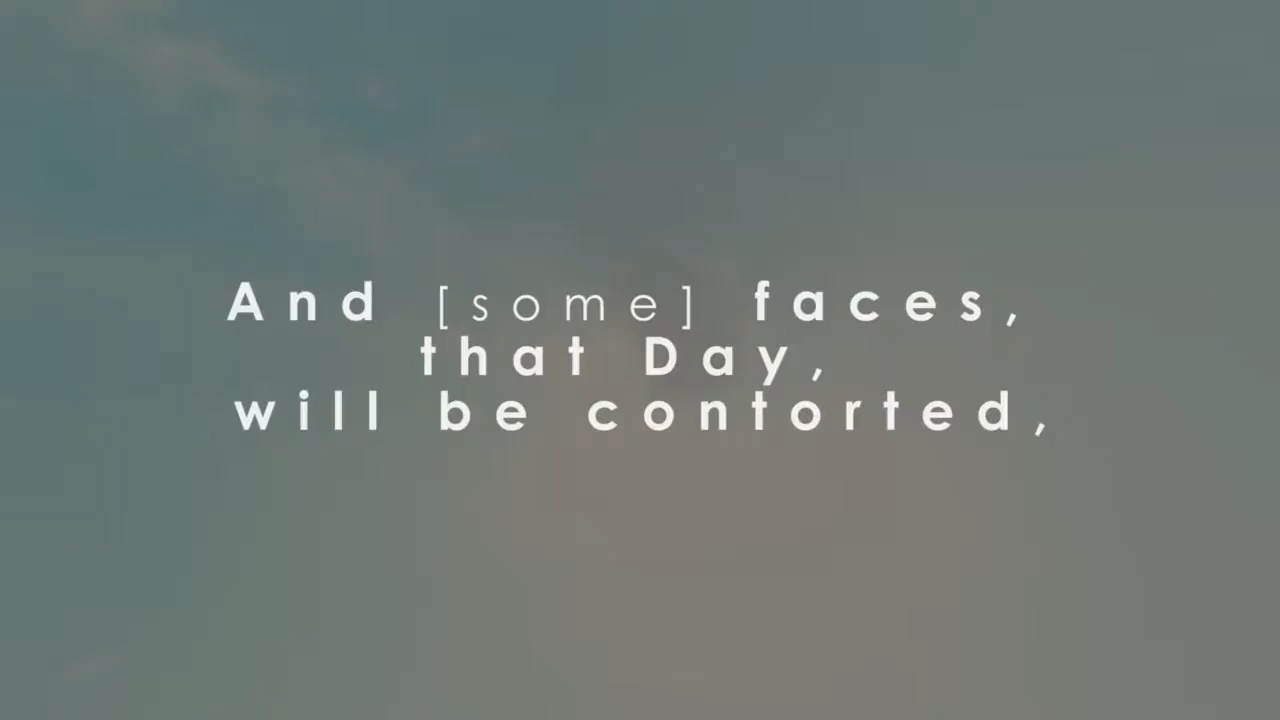 And [some] faces,
that Day,
will be contorted,